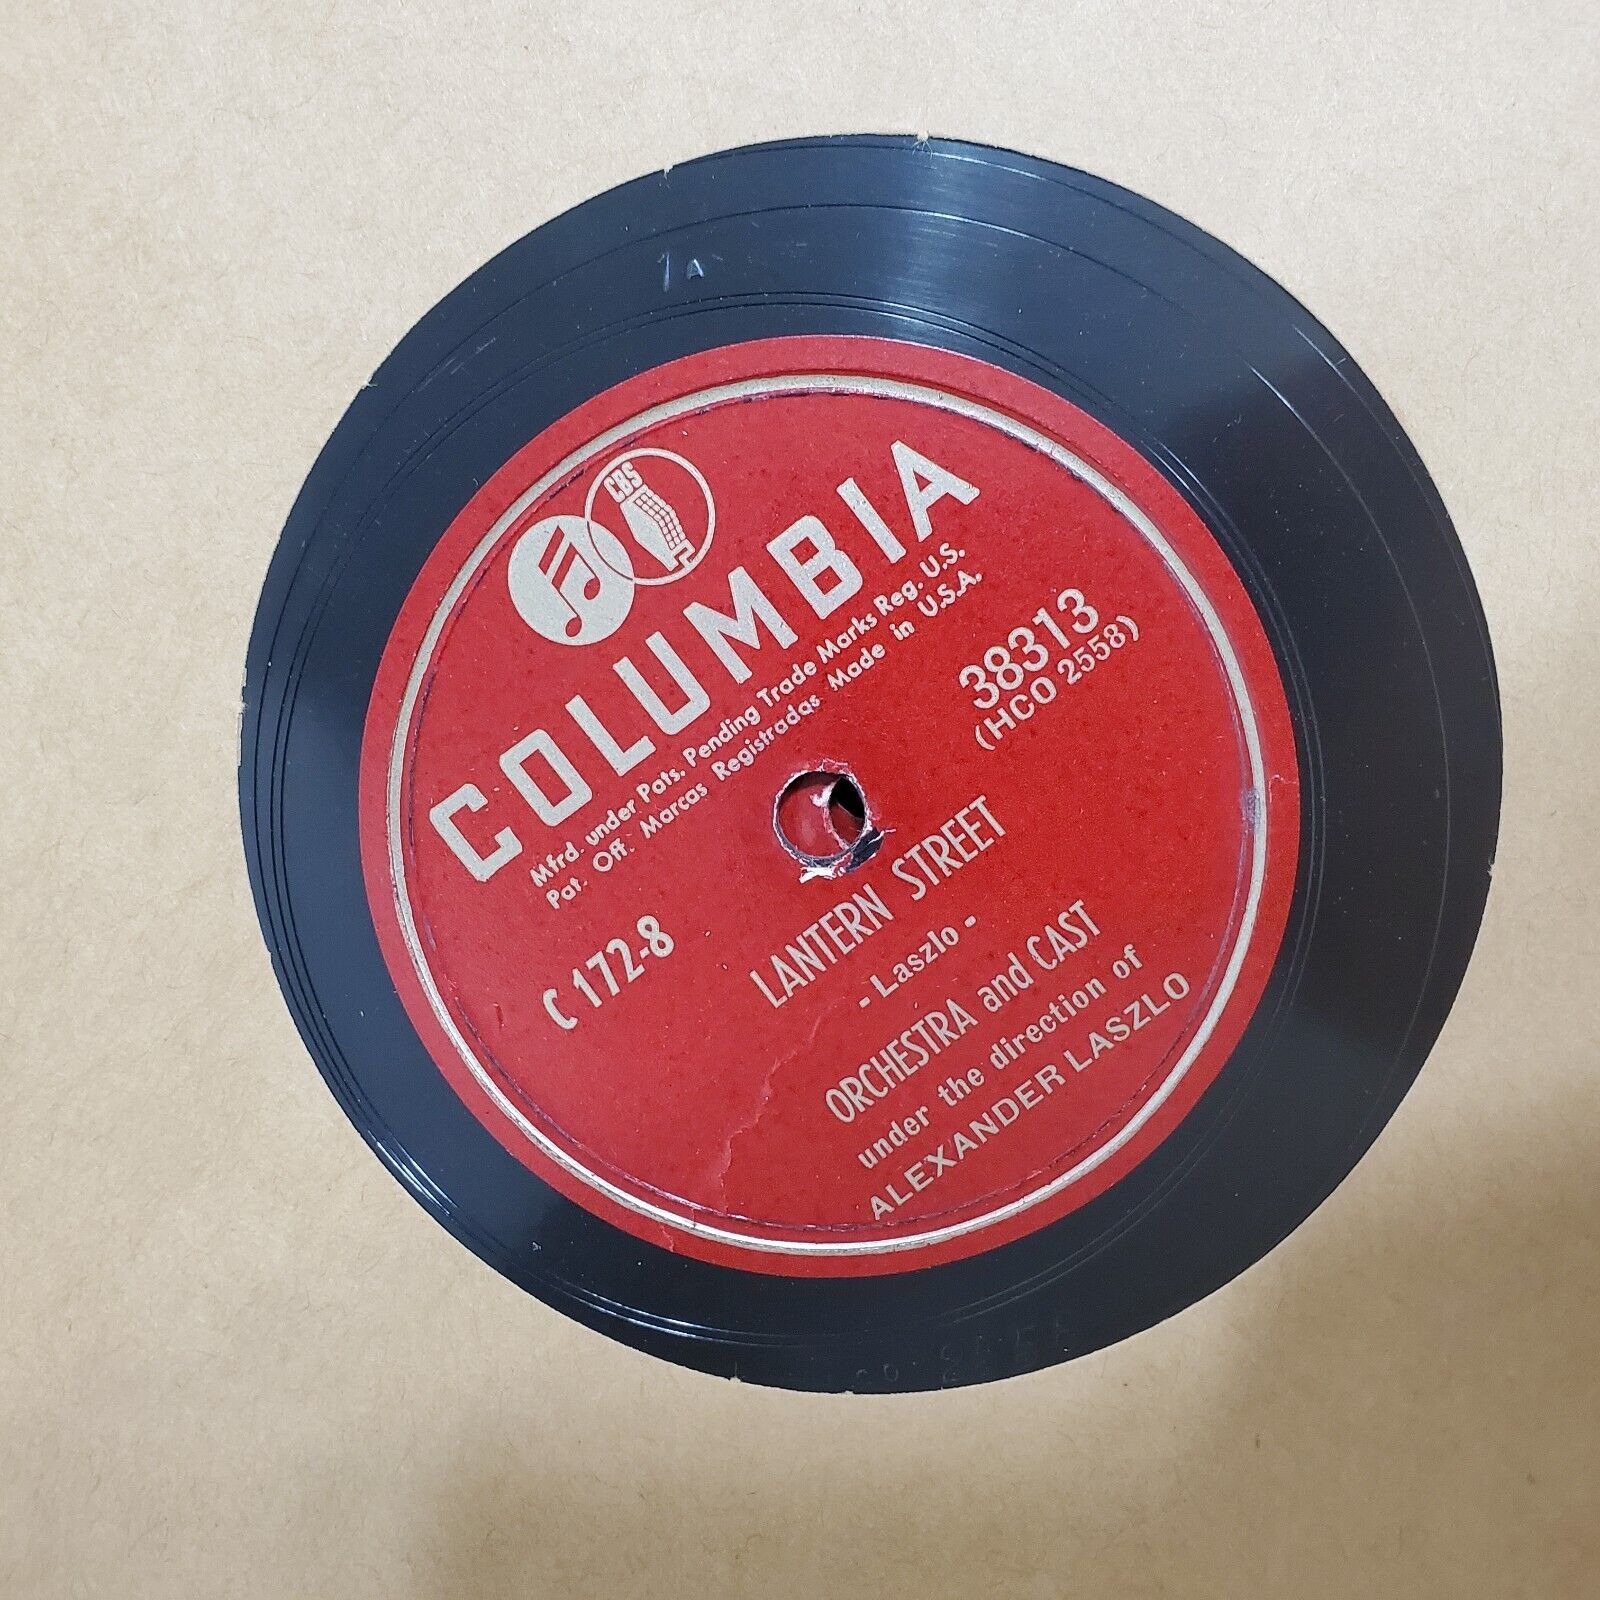 1A
CBS
COLUMBIA
Mfrd. under Pats. Pending Trade Marks Reg. U.S.
Pat. Off. Marcas Registradas Made in U.S.A.
38313
(HCO 2558)
C 172-8
LANTERN STREET
- Laszlo -
ORCHESTRA and CAST
under the direction of
ALEXANDER LASZLO